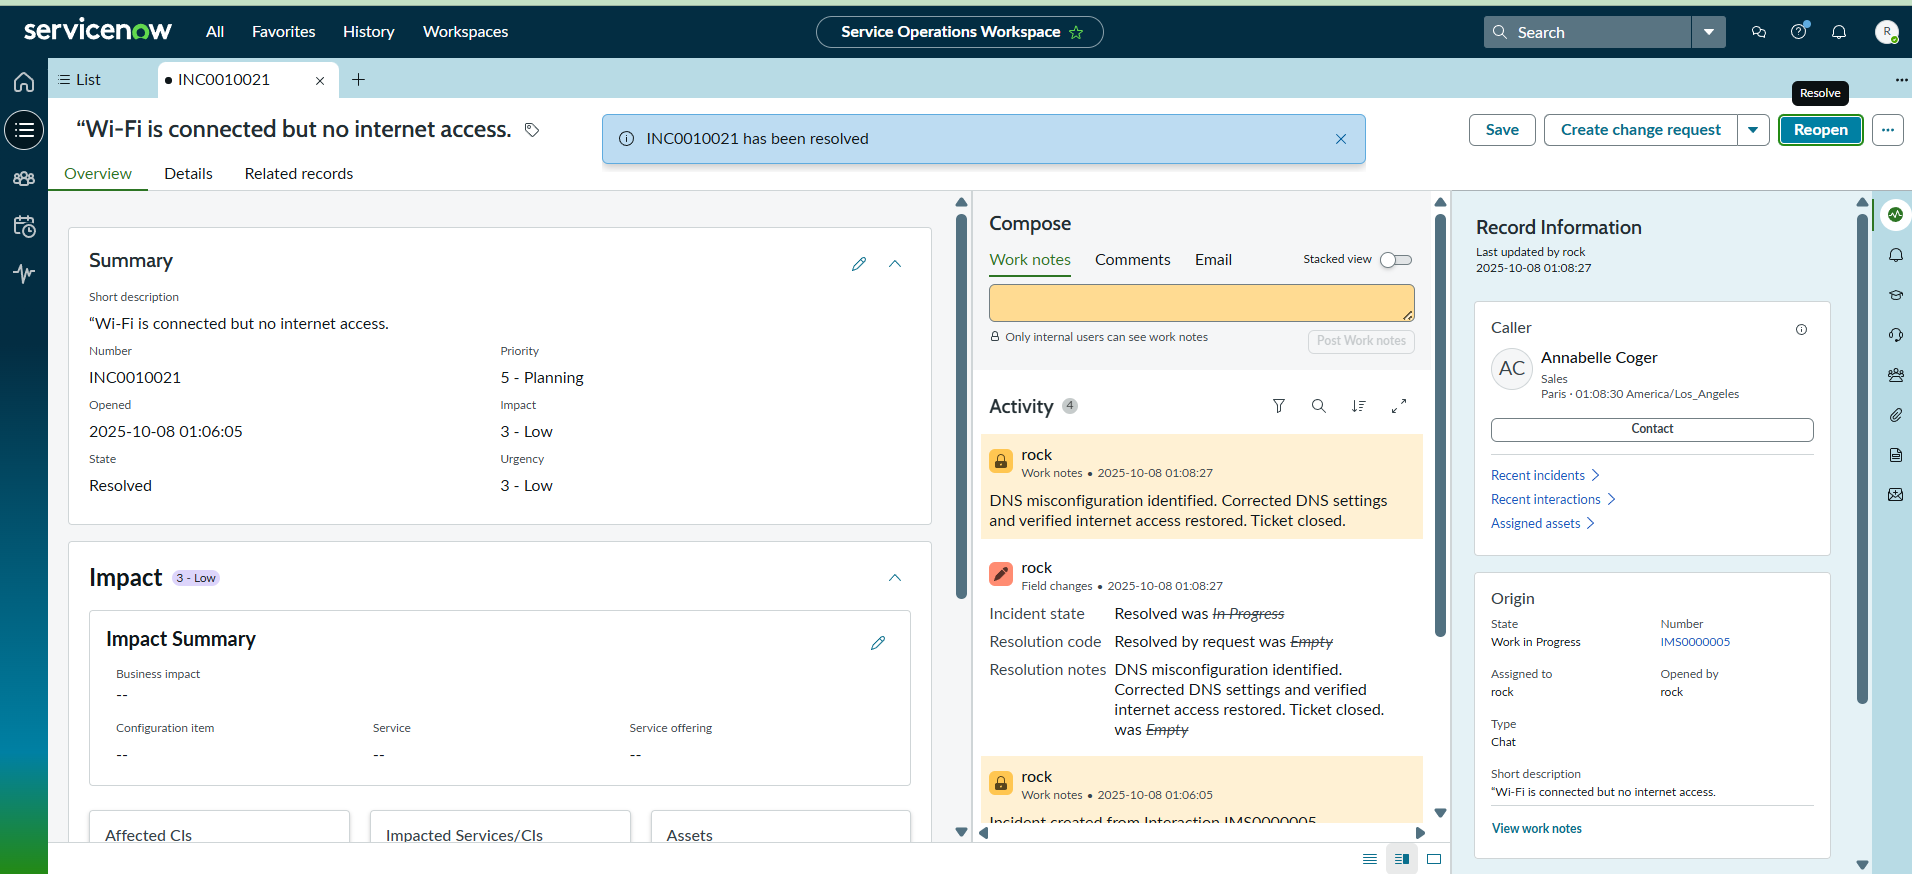 servicenow
All
Favorites
History
Workspaces
Service Operations Workspace
Search
R
List
INC0010021
Resolve
“Wi-Fi is connected but no internet access.
INC0010021 has been resolved
Save
Create change request
Reopen
Overview
Details
Related records
Summary
Short description
“Wi-Fi is connected but no internet access.
Number
Priority
INC0010021
5 - Planning
Opened
Impact
2025-10-08 01:06:05
3 - Low
State
Urgency
Resolved
3 - Low
Impact
3 - Low
Impact Summary
Business impact
--
Configuration item
Service
Service offering
--
--
--
Affected CIs
Impacted Services/CIs
Assets
Compose
Work notes
Comments
Email
Stacked view
Only internal users can see work notes
Post Work notes
Activity
4
rock
Work notes • 2025-10-08 01:08:27
DNS misconfiguration identified. Corrected DNS settings
and verified internet access restored. Ticket closed.
rock
Field changes • 2025-10-08 01:08:27
Incident state
Resolved was In Progress
Resolution code
Resolved by request was Empty
Resolution notes
DNS misconfiguration identified.
Corrected DNS settings and verified
internet access restored. Ticket closed.
was Empty
rock
Work notes • 2025-10-08 01:06:05
Incident created from Interaction IMS0000005
Record Information
Last updated by rock
2025-10-08 01:08:27
Caller
AC
Annabelle Coger
Sales
Paris · 01:08:30 America/Los_Angeles
Contact
Recent incidents
Recent interactions
Assigned assets
Origin
State
Number
Work in Progress
IMS0000005
Assigned to
Opened by
rock
rock
Type
Chat
Short description
“Wi-Fi is connected but no internet access.
View work notes